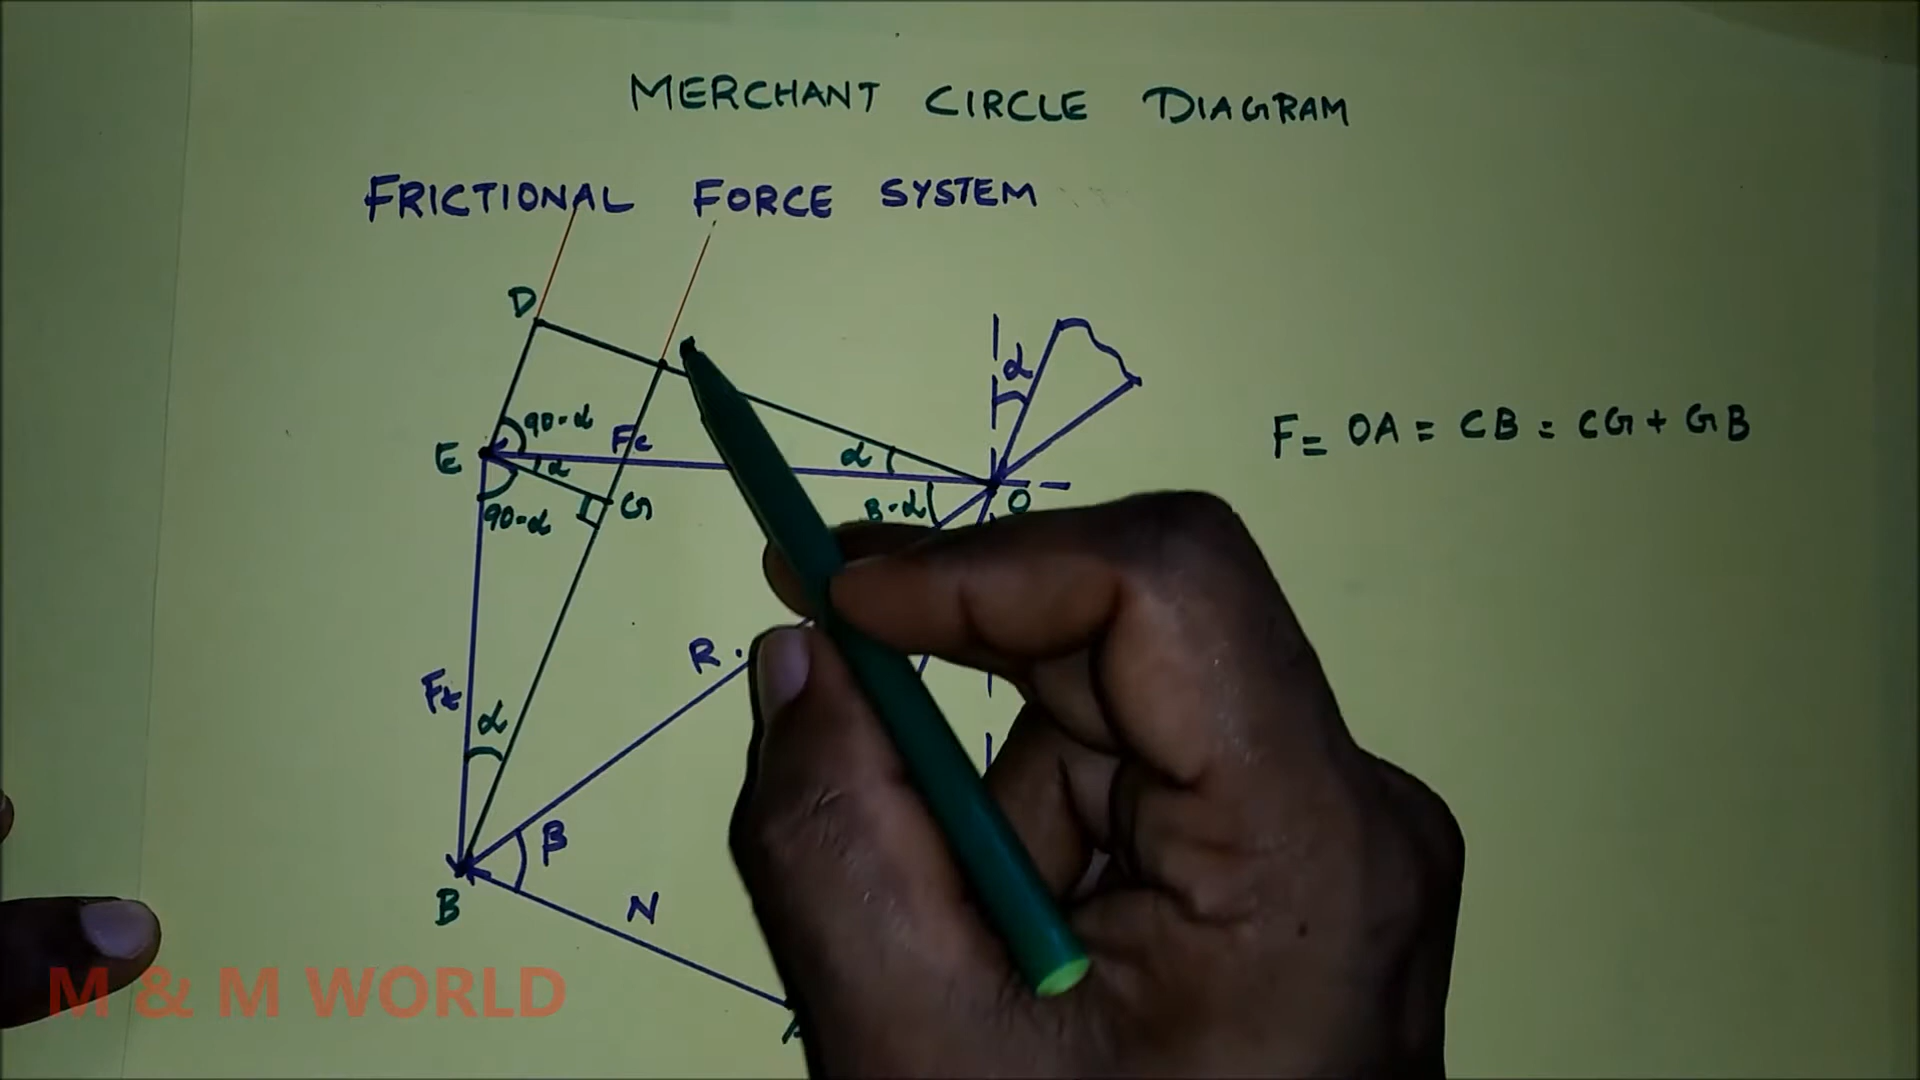 MERCHANT CIRCLE DIAGRAM
FRICTIONAL FORCE SYSTEM
D
α
90-α
Fc
E
α
α
F = OA = CB = CG + GB
90-α
G
B-α
O
R
Ft
α
β
B
N
M & M WORLD